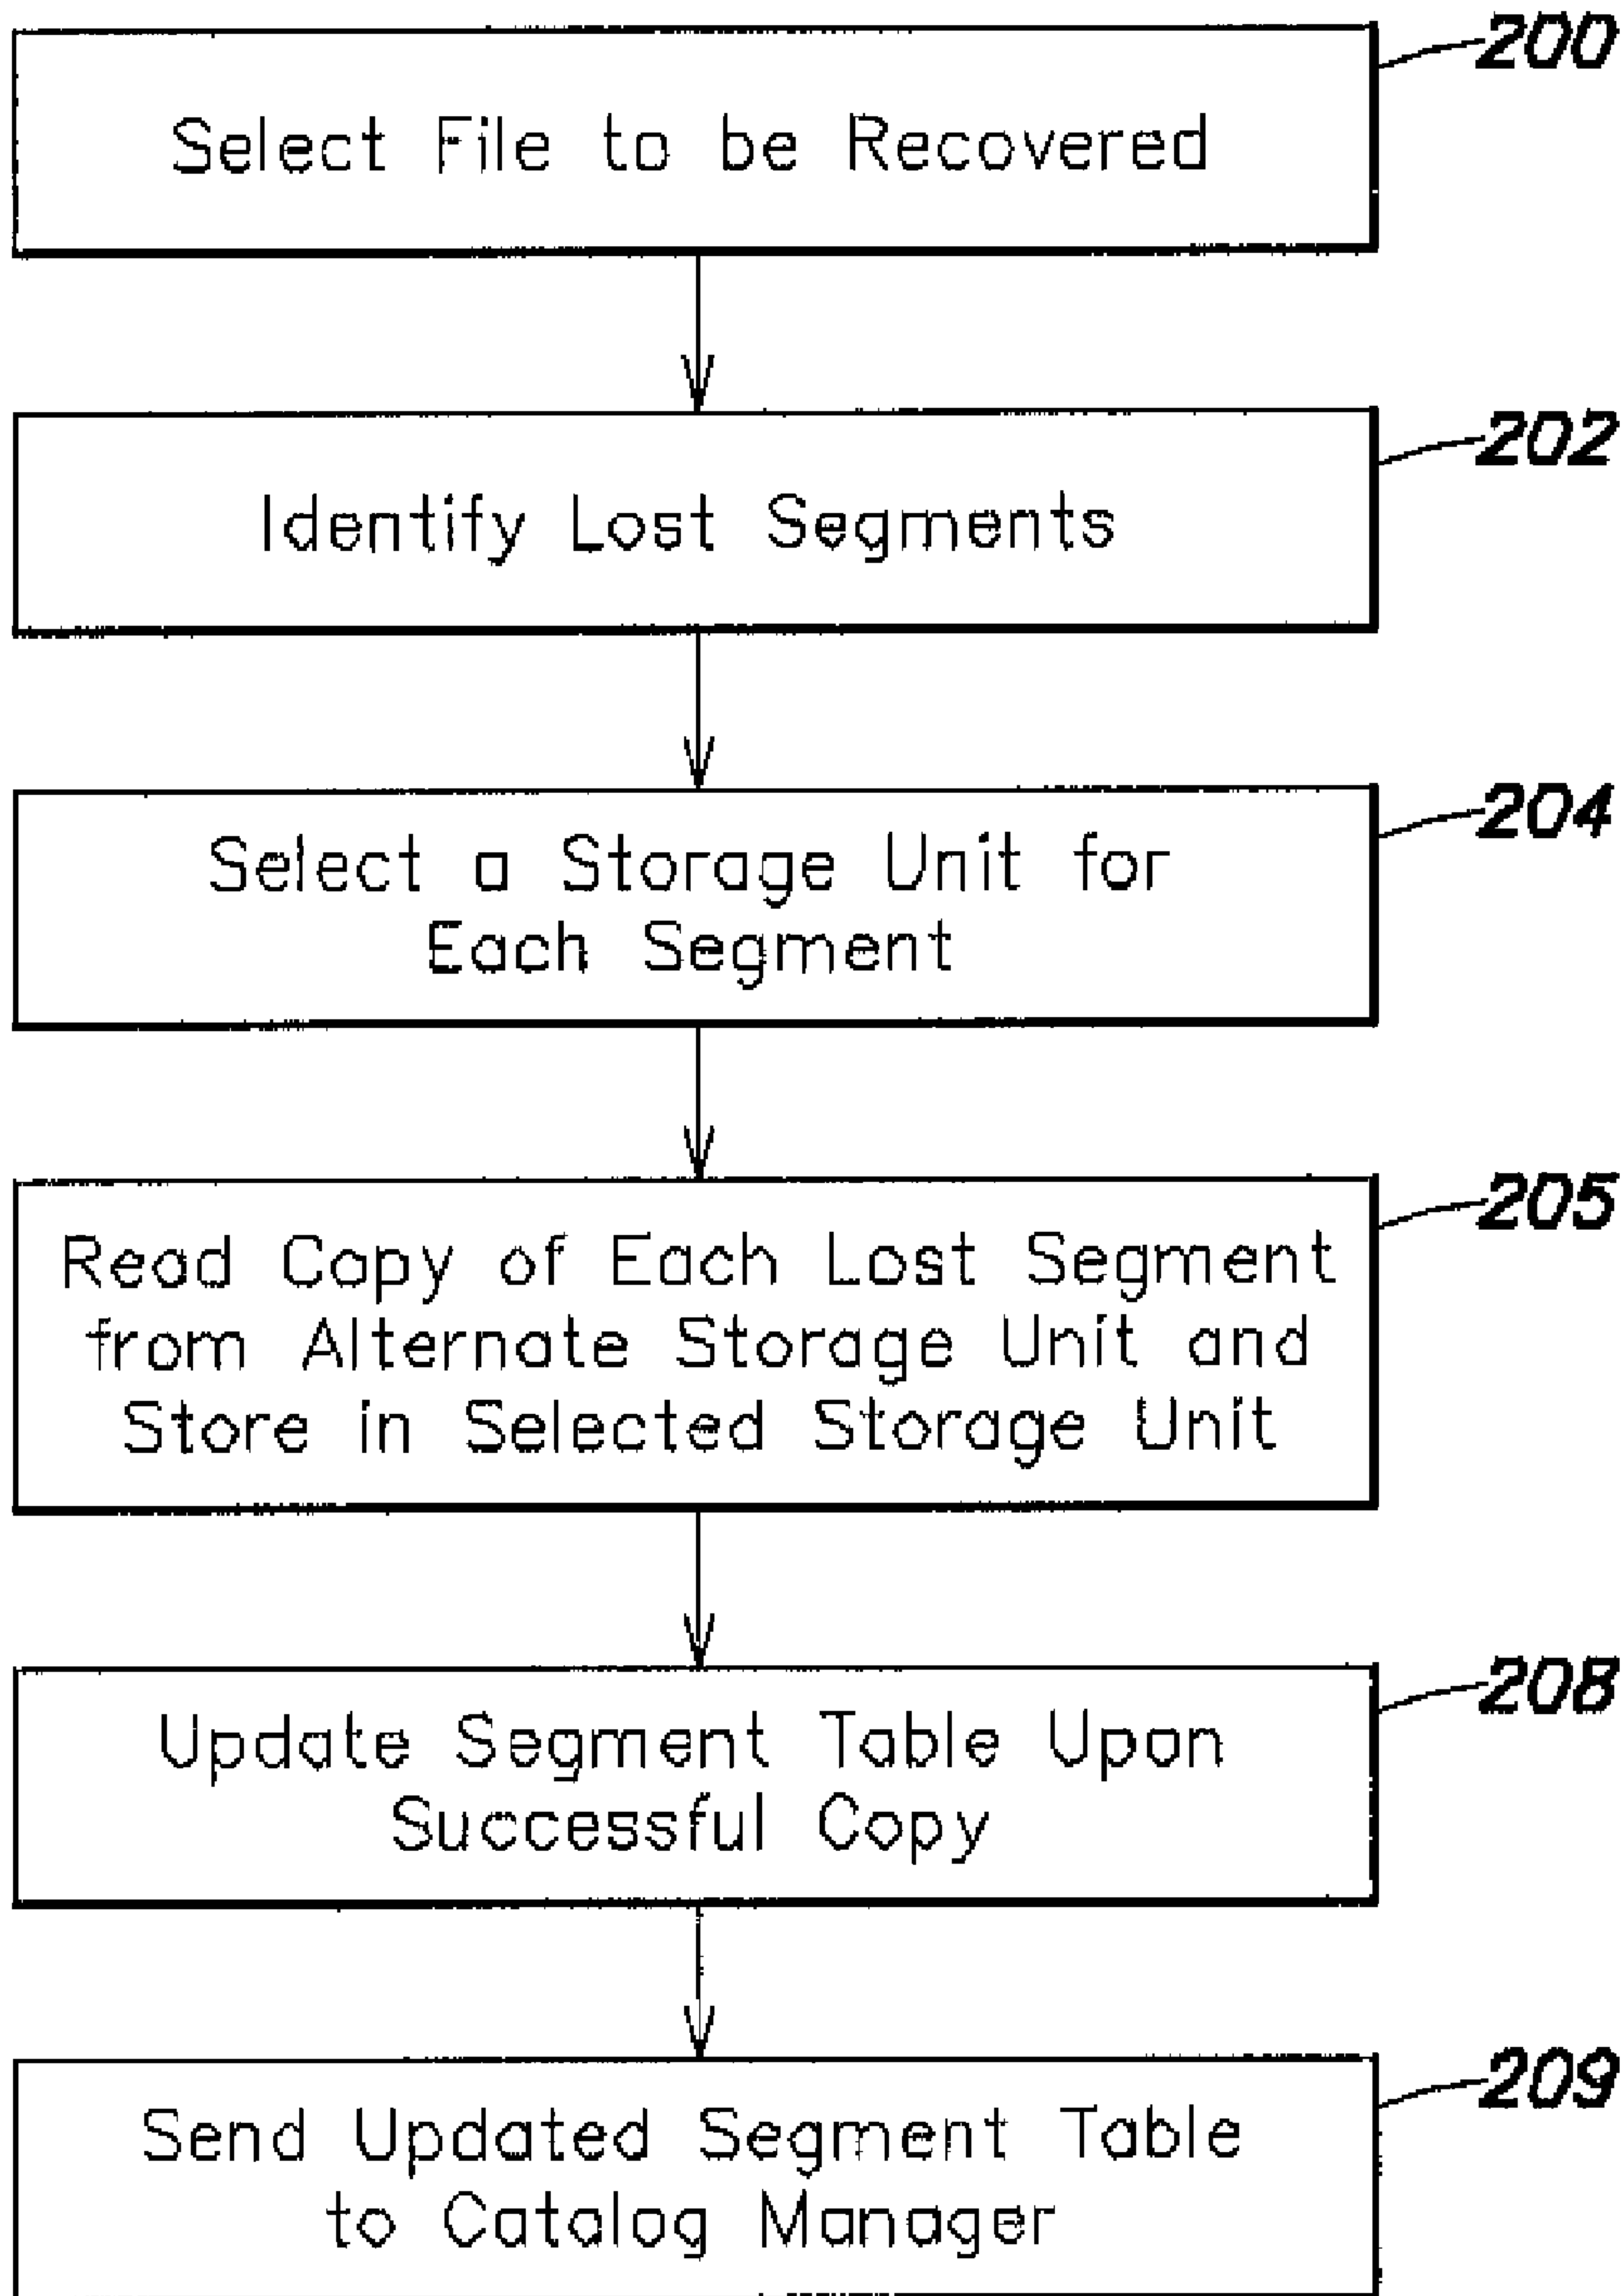 200
Select File to be Recovered
202
Identify Lost Segments
204
Select a Storage Unit for
Each Segment
205
Read Copy of Each Lost Segment
from Alternate Storage Unit and
Store in Selected Storage Unit
208
Update Segment Table Upon
Successful Copy
209
Send Updated Segment Table
to Catalog Manager